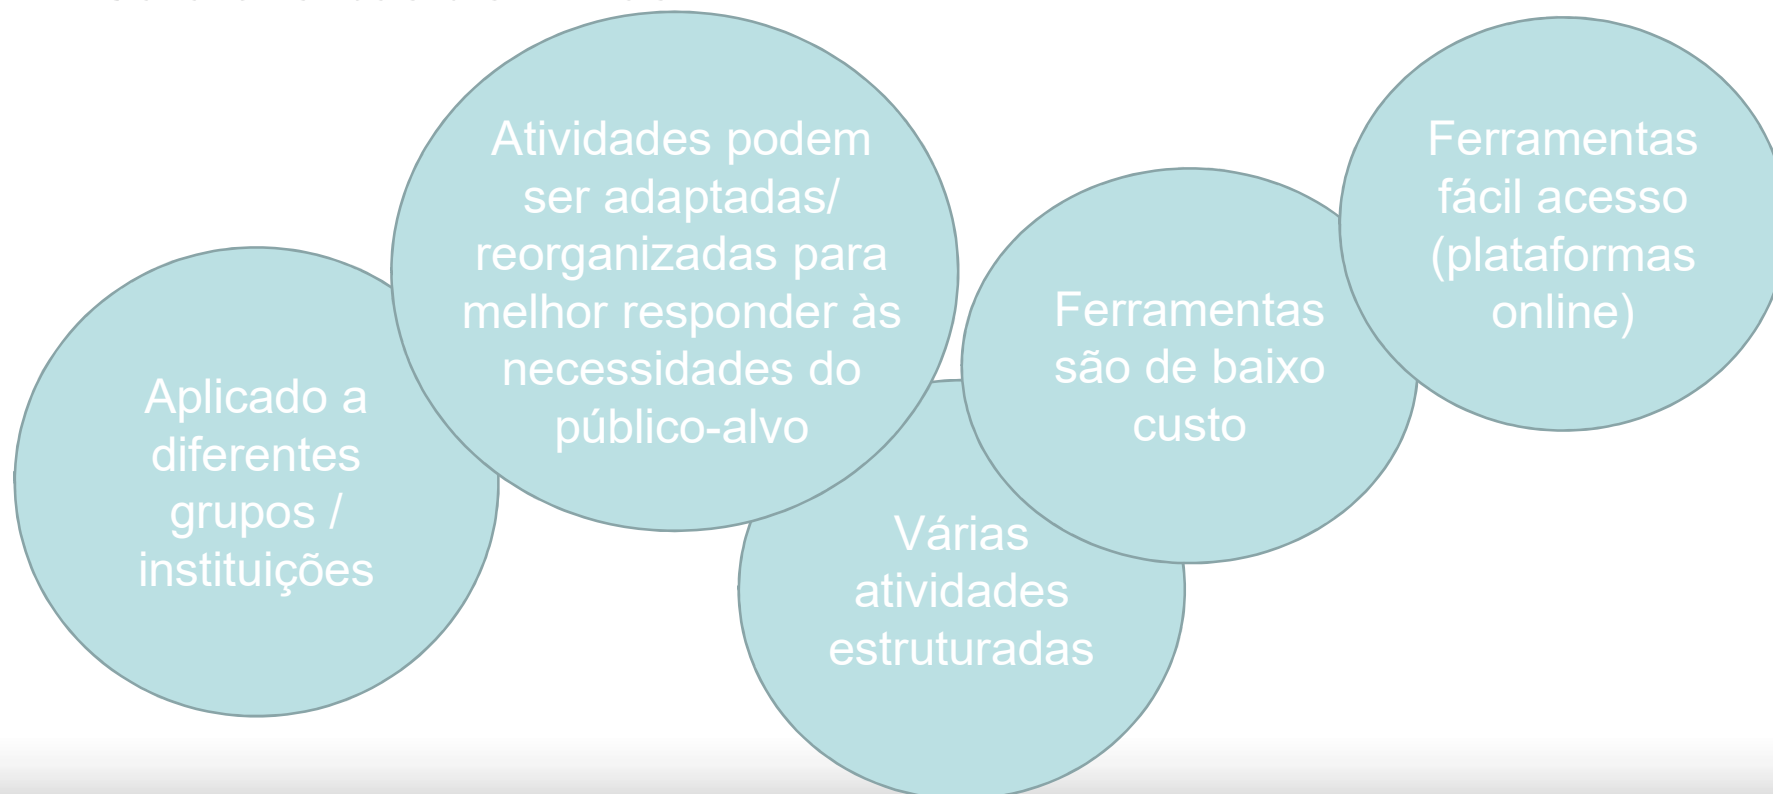 Aplicado a
diferentes
grupos /
instituições
Atividades podem
ser adaptadas/
reorganizadas para
melhor responder às
necessidades do
público-alvo
Várias
atividades
estruturadas
Ferramentas
são de baixo
custo
Ferramentas
fácil acesso
(plataformas
online)